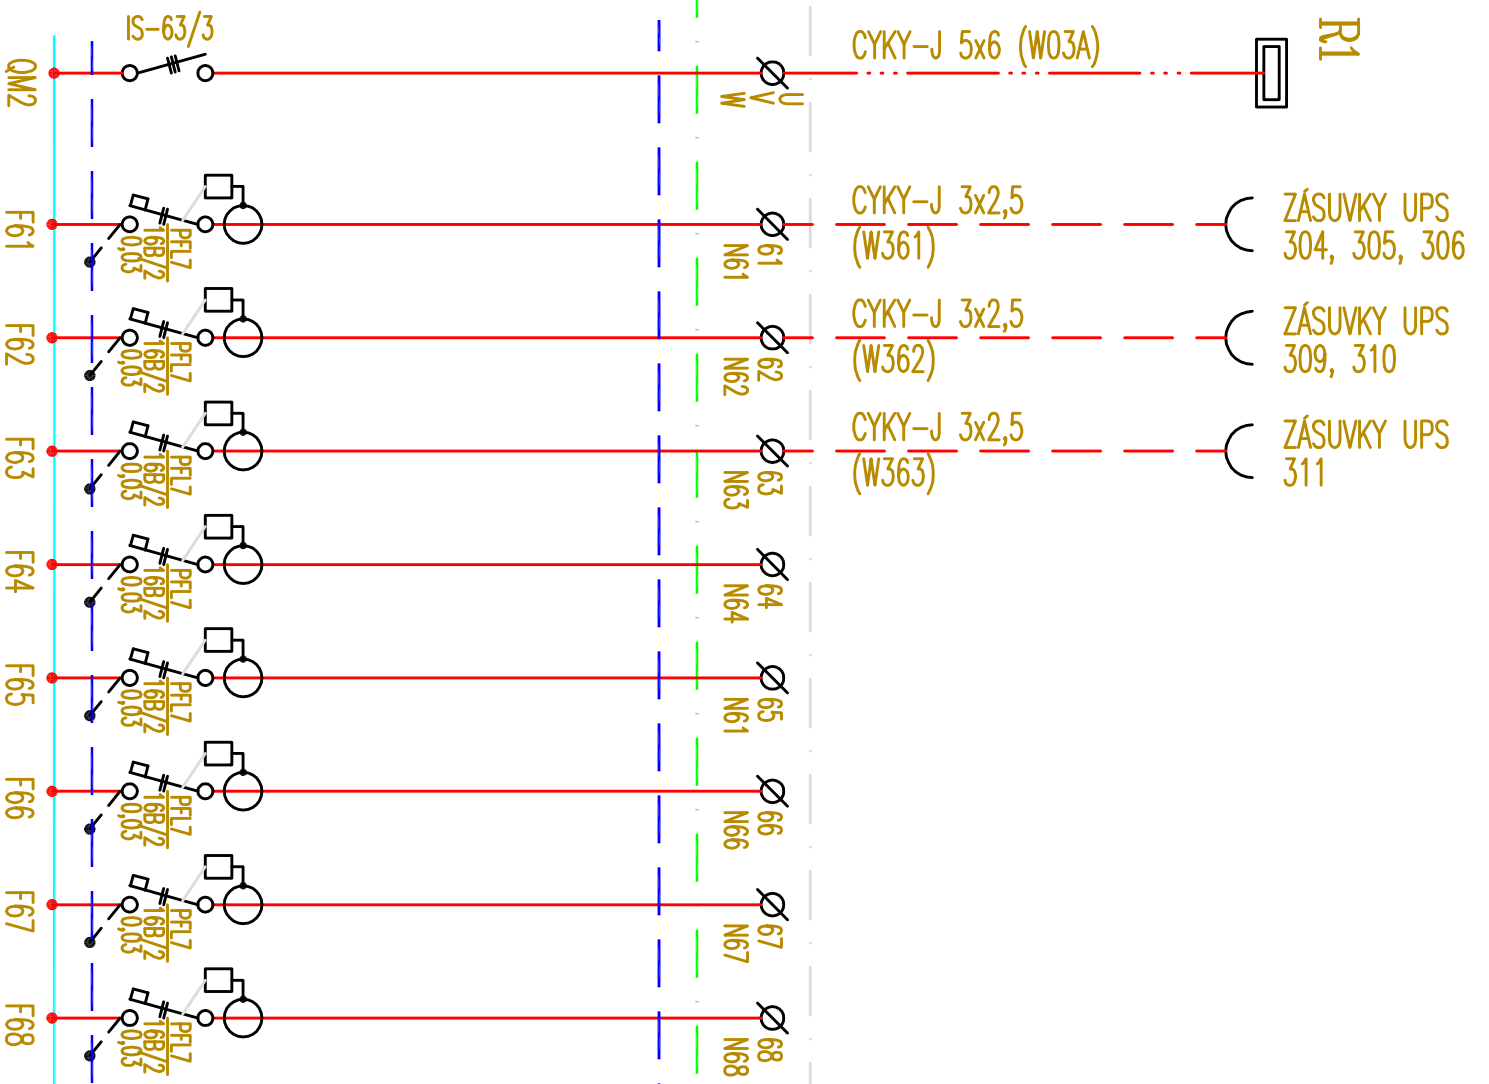 QM2
IS-63/3
U
V
W
CYKY-J 5x6 (W03A)
R1
F61
PFL7
16B/2
0,03
61
N61
CYKY-J 3x2,5
(W361)
ZÁSUVKY UPS
304, 305, 306
F62
PFL7
16B/2
0,03
62
N62
CYKY-J 3x2,5
(W362)
ZÁSUVKY UPS
309, 310
F63
PFL7
16B/2
0,03
63
N63
CYKY-J 3x2,5
(W363)
ZÁSUVKY UPS
311
F64
PFL7
16B/2
0,03
64
N64
F65
PFL7
16B/2
0,03
65
N61
F66
PFL7
16B/2
0,03
66
N66
F67
PFL7
16B/2
0,03
67
N67
F68
PFL7
16B/2
0,03
68
N68